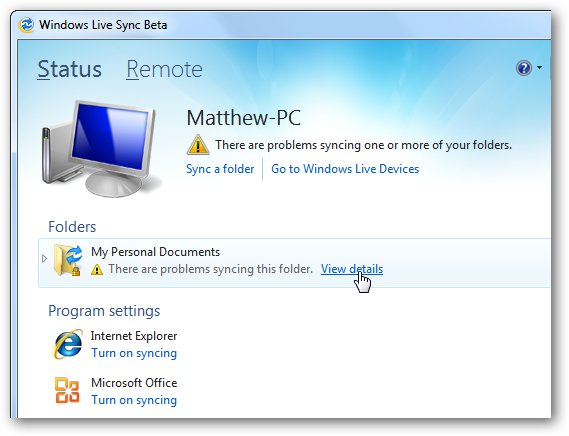 Windows Live Sync Beta
Status Remote
Matthew-PC
There are problems syncing one or more of your folders.
Sync a folder Go to Windows Live Devices
Folders
My Personal Documents
There are problems syncing this folder. View details
Program settings
Internet Explorer
Turn on syncing
Microsoft Office
Turn on syncing